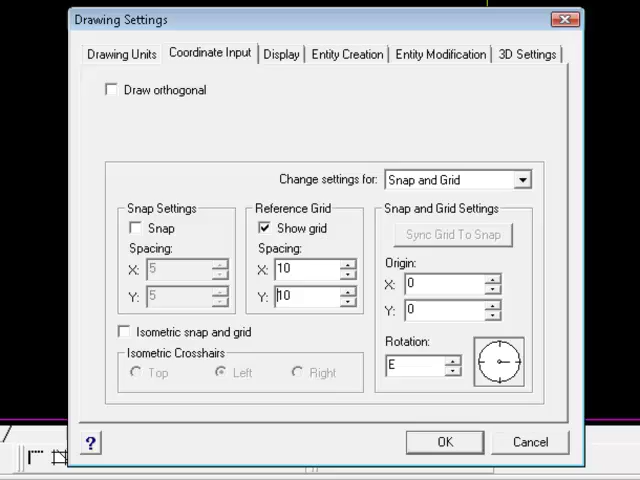 Drawing Settings
Drawing Units Coordinate Input Display Entity Creation Entity Modification 3D Settings
Draw orthogonal
Change settings for: Snap and Grid
Snap Settings Reference Grid Snap and Grid Settings
Snap Show grid Sync Grid To Snap
Spacing: Spacing: Origin:
X: 5 X: 10 X: 0
Y: 5 Y: 10 Y: 0
Isometric snap and grid Rotation:
Isometric Crosshairs E
Top Left Right
? OK Cancel